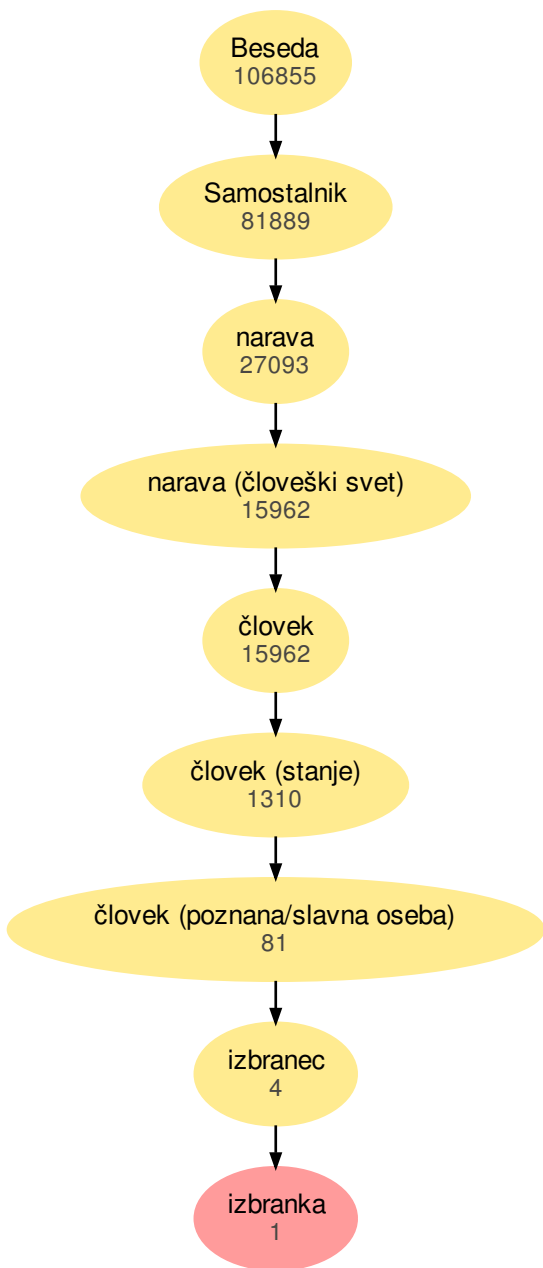 Beseda
106855
Samostalnik
81889
narava
27093
narava (človeški svet)
15962
človek
15962
človek (stanje)
1310
človek (poznana/slavna oseba)
81
izbranec
4
izbranka
1